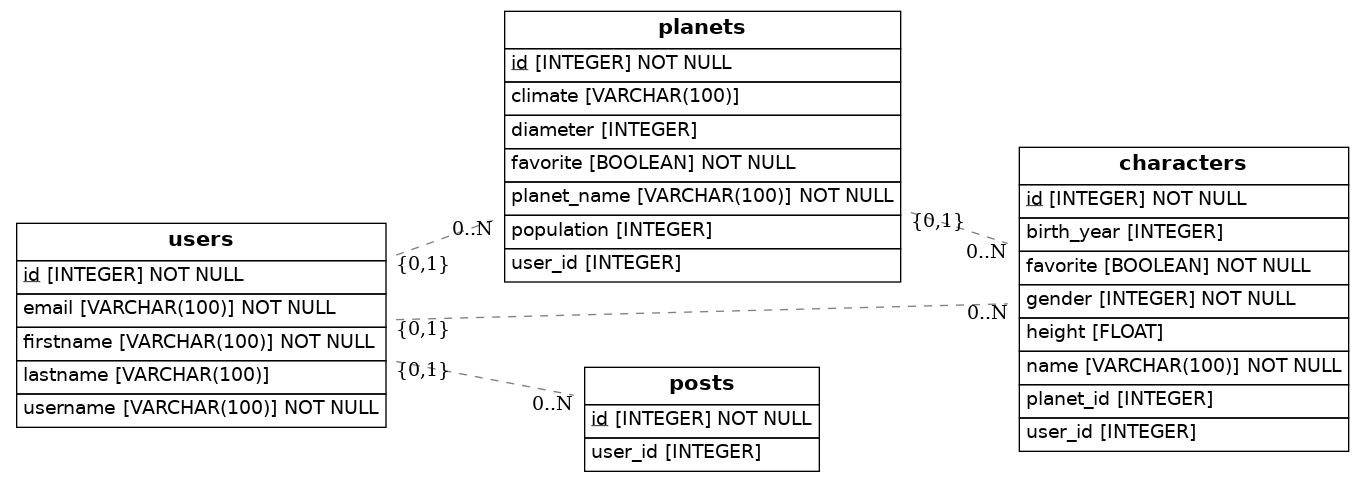 planets
id [INTEGER] NOT NULL
climate [VARCHAR(100)]
diameter [INTEGER]
favorite [BOOLEAN] NOT NULL
planet_name [VARCHAR(100)] NOT NULL
population [INTEGER]
user_id [INTEGER]
characters
id [INTEGER] NOT NULL
birth_year [INTEGER]
favorite [BOOLEAN] NOT NULL
gender [INTEGER] NOT NULL
height [FLOAT]
name [VARCHAR(100)] NOT NULL
planet_id [INTEGER]
user_id [INTEGER]
users
id [INTEGER] NOT NULL
email [VARCHAR(100)] NOT NULL
firstname [VARCHAR(100)] NOT NULL
lastname [VARCHAR(100)]
username [VARCHAR(100)] NOT NULL
posts
id [INTEGER] NOT NULL
user_id [INTEGER]
0..N
{0,1}
{0,1}
0..N
{0,1}
0..N
{0,1}
0..N